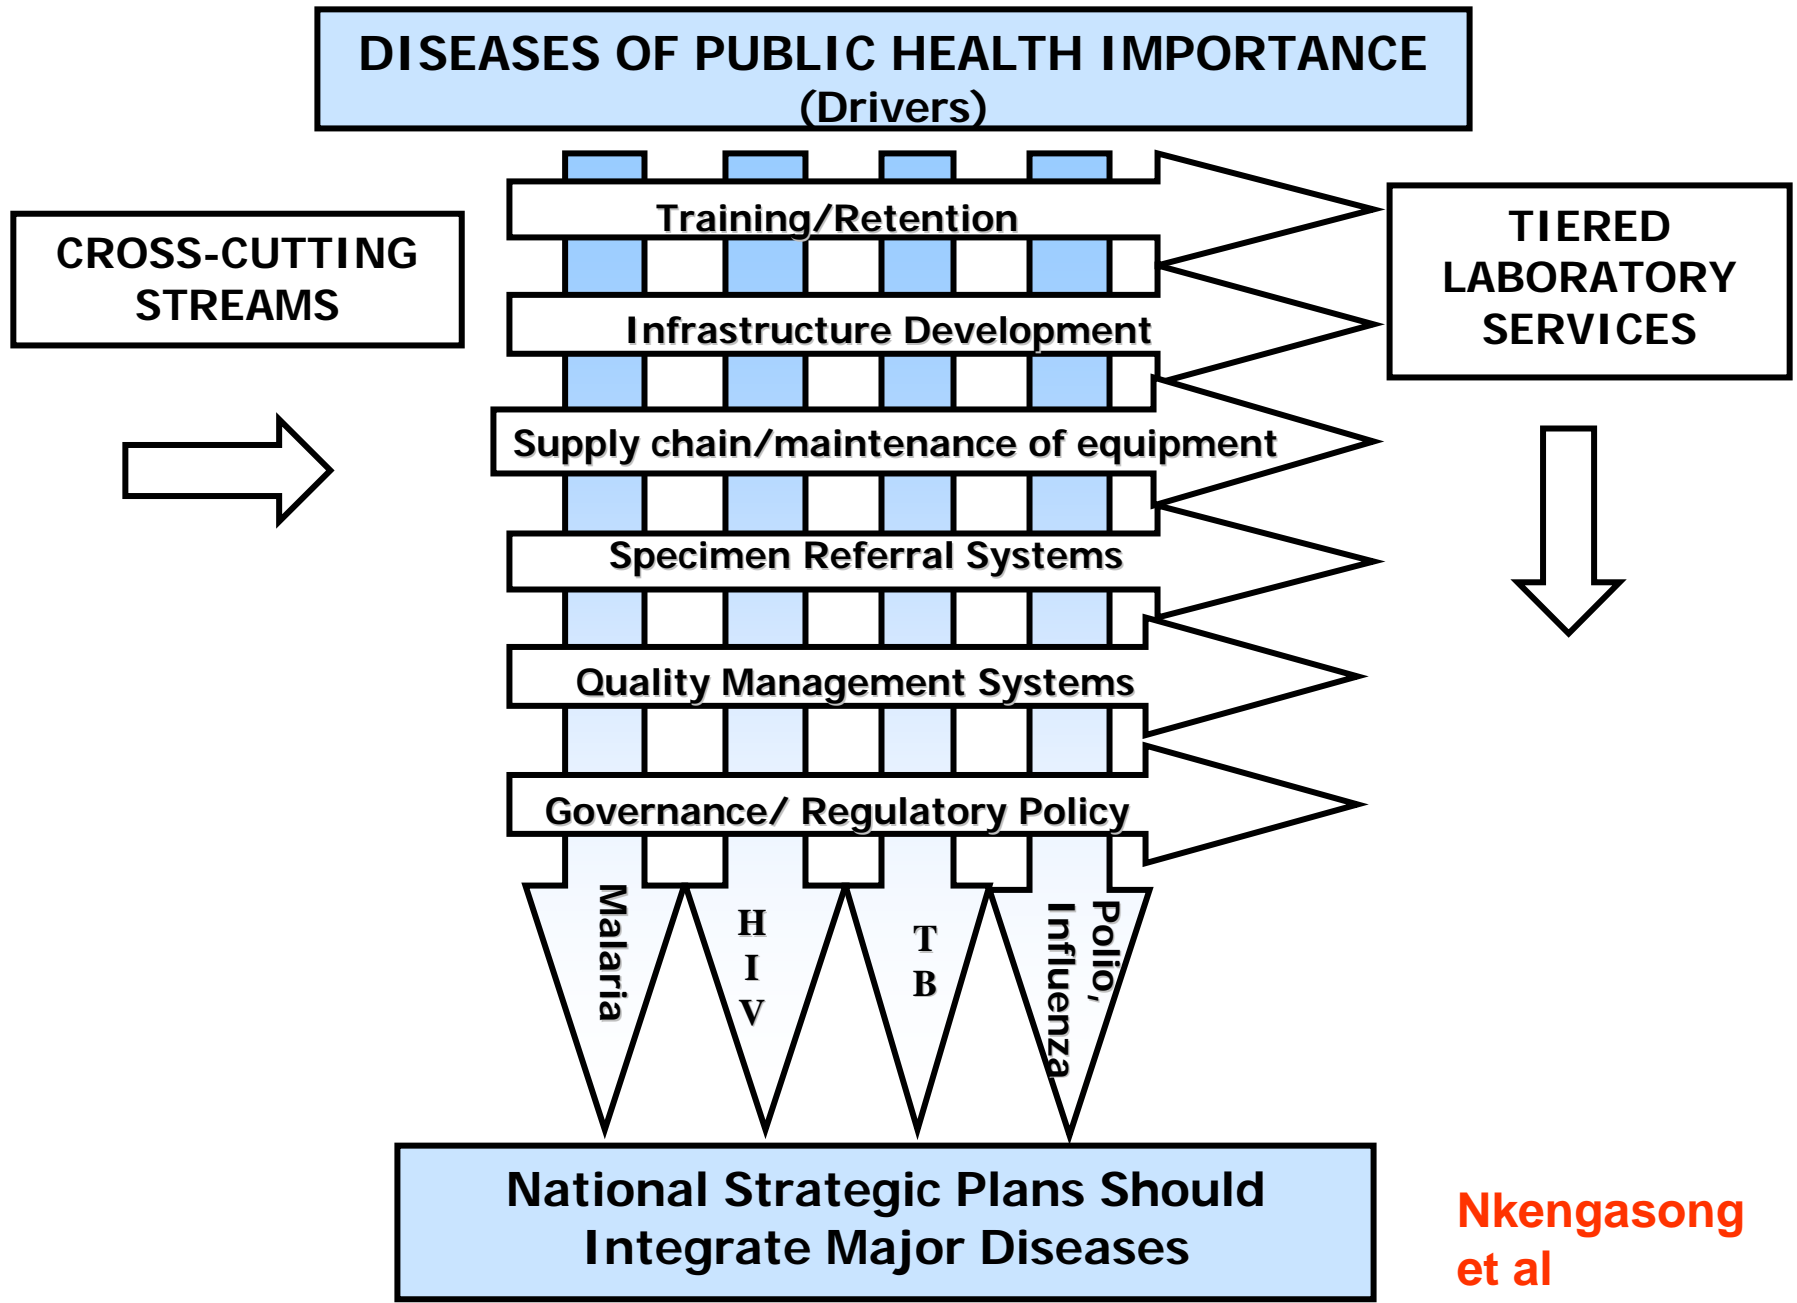 DISEASES OF PUBLIC HEALTH IMPORTANCE
(Drivers)
CROSS-CUTTING
STREAMS
Training/Retention
Infrastructure Development
Supply chain/maintenance of equipment
Specimen Referral Systems
Quality Management Systems
Governance/ Regulatory Policy
TIERED
LABORATORY
SERVICES
Malaria
HIV
TB
Polio,
Influenza
National Strategic Plans Should
Integrate Major Diseases
Nkengasong
et al